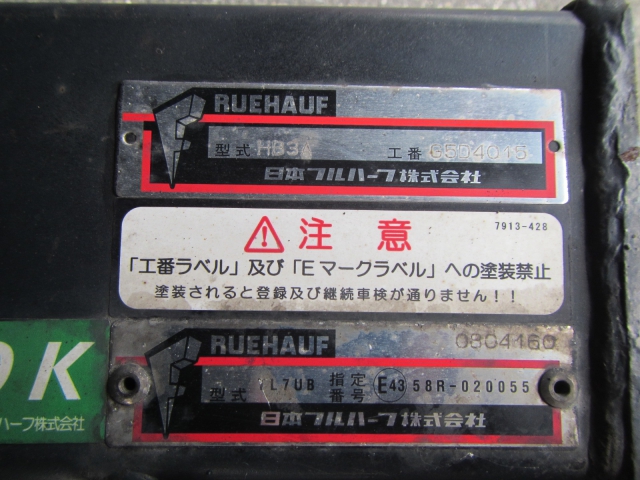 RUEHAUF
型式 HB3 工番 G5D4015
日本フルハーフ株式会社
⚠注意 7913-428
「工番ラベル」及び「Eマークラベル」への塗装禁止
塗装されると登録及び継続車検が通りません!!
RUEHAUF 0804160
型式 L7UB 指定番号 E43 58R-020055
日本フルハーフ株式会社
K
ハーフ株式会社